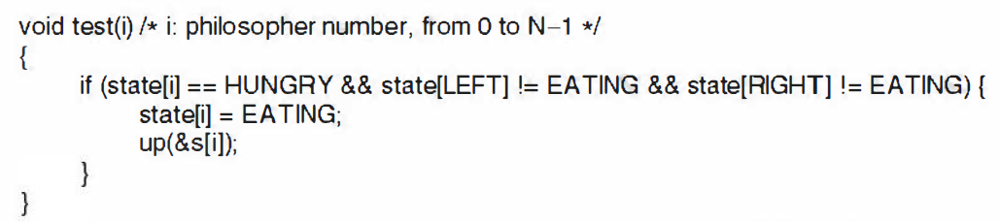 void test(i) /* i: philosopher number, from 0 to N−1 */
{
if (state[i] == HUNGRY && state[LEFT] != EATING && state[RIGHT] != EATING) {
state[i] = EATING;
up(&s[i]);
}
}